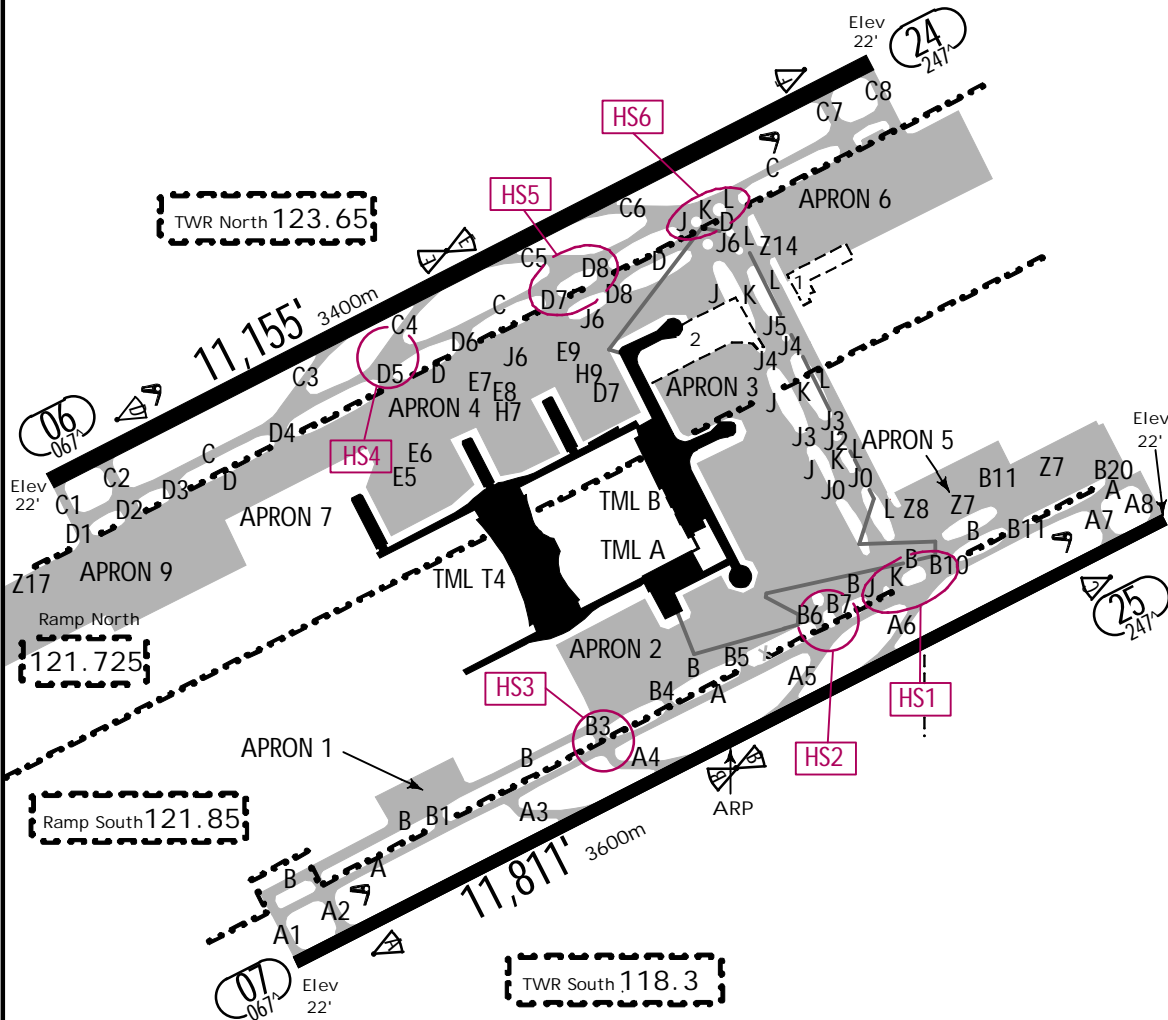 Elev
22'
24
247^
C8
C7
HS6
C
L
K
J
D
APRON 6
HS5
C6
TWR North 123.65
J6
L
Z14
E
E
C5
D8
D
D7
D8
J6
J
K
L
1
C
11,155'
3400m
C4
D6
J6
E9
2
J5
J4
J4
H9
D5
D
E7
E8
D7
APRON 3
L
K
C3
APRON 4
H7
J
06
067^
D
D4
HS4
J3
J3
J2
APRON 5
Elev
22'
C
E6
K
L
C2
E5
J
J0
B11
Z7
B20
Elev
22'
D3
D
J0
A
C1
D2
APRON 7
TML B
L
Z8
Z7
A8
D1
B
B11
A7
APRON 9
TML T4
TML A
B
B10
Z17
K
B
J
25
247^
Ramp North
121.725
B7
B6
A6
APRON 2
B5
B
A
A5
HS3
B4
HS1
B3
APRON 1
B
A4
HS2
B
B
ARP
Ramp South 121.85
B
B1
A3
A
3600m
B
11,811'
A2
A1
A
07
067^
Elev
22'
TWR South 118.3